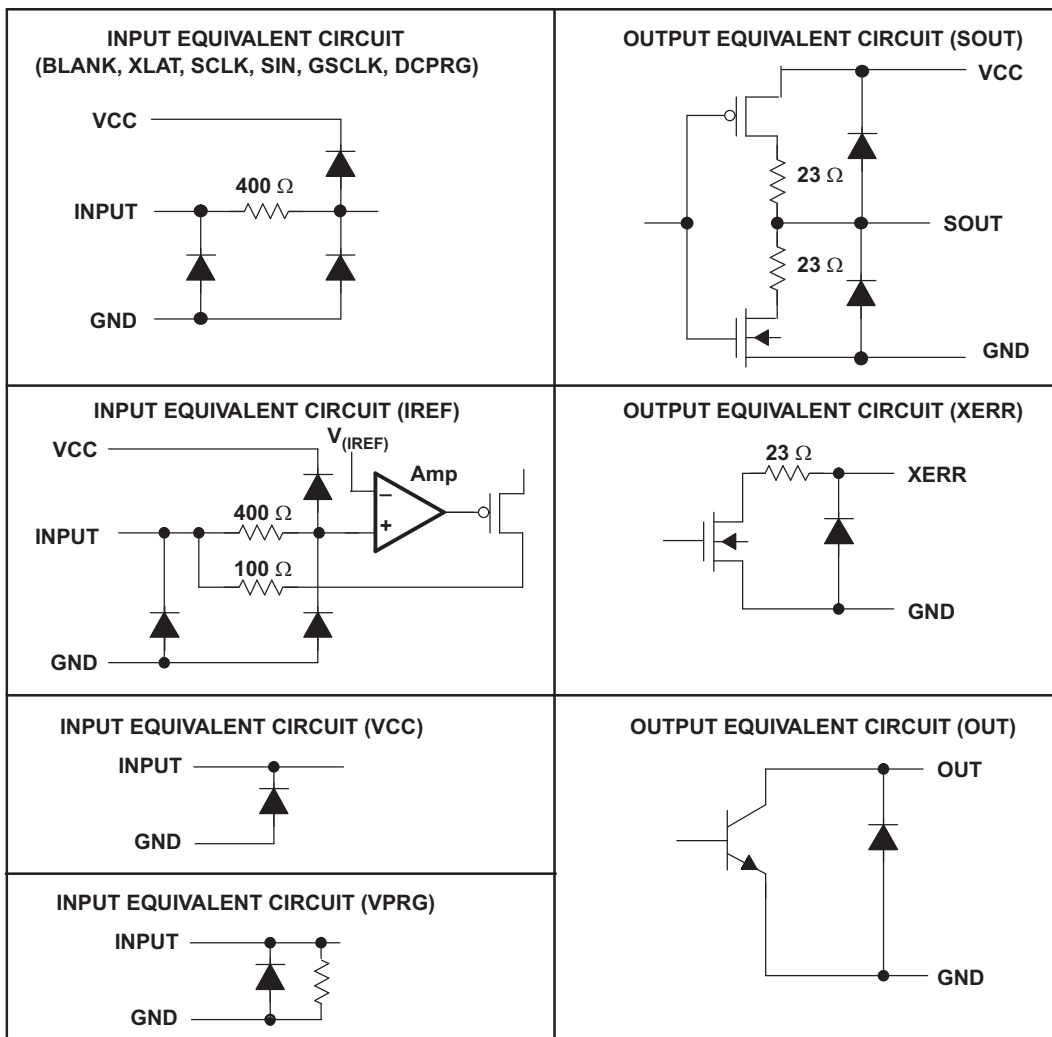 INPUT EQUIVALENT CIRCUIT
(BLANK, XLAT, SCLK, SIN, GSCLK, DCPRG)
VCC
400 Ω
INPUT
GND
OUTPUT EQUIVALENT CIRCUIT (SOUT)
VCC
23 Ω
SOUT
23 Ω
GND
INPUT EQUIVALENT CIRCUIT (IREF)
V(IREF)
VCC
Amp
–
400 Ω
INPUT
+
100 Ω
GND
OUTPUT EQUIVALENT CIRCUIT (XERR)
23 Ω
XERR
GND
INPUT EQUIVALENT CIRCUIT (VCC)
INPUT
GND
OUTPUT EQUIVALENT CIRCUIT (OUT)
OUT
GND
INPUT EQUIVALENT CIRCUIT (VPRG)
INPUT
GND